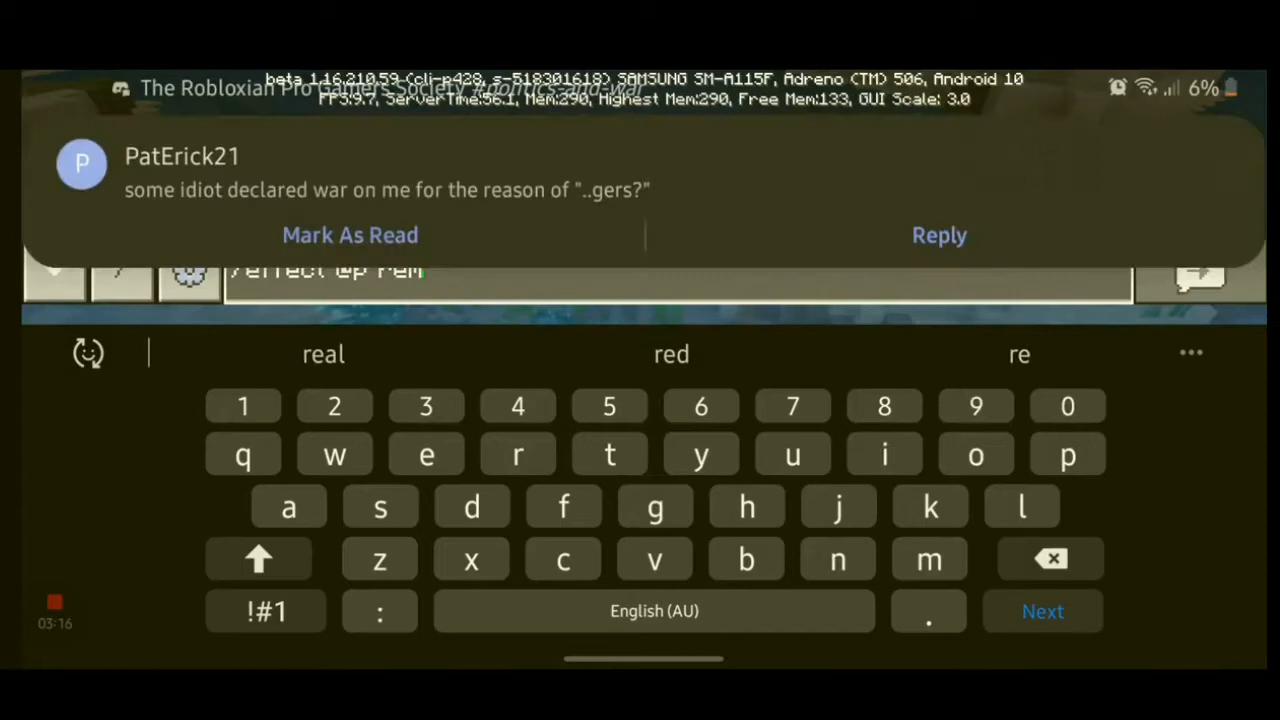 beta 1.16.210.59 (cli-p428, s-518301618) SAMSUNG SM-A115F, Adreno (TM) 506, Android 10
The Robloxian Pro Gamers Society #politics-and-war
6%
FPS:9.7, ServerTime:56.1, Mem:290, Highest Mem:290, Free Mem:133, GUI Scale: 3.0
P
PatErick21
some idiot declared war on me for the reason of "..gers?"
Mark As Read
Reply
/
/effect @p rem
real
red
re
1 2 3 4 5 6 7 8 9 0
q w e r t y u i o p
a s d f g h j k l
z x c v b n m
!#1 : English (AU) . Next
03:16